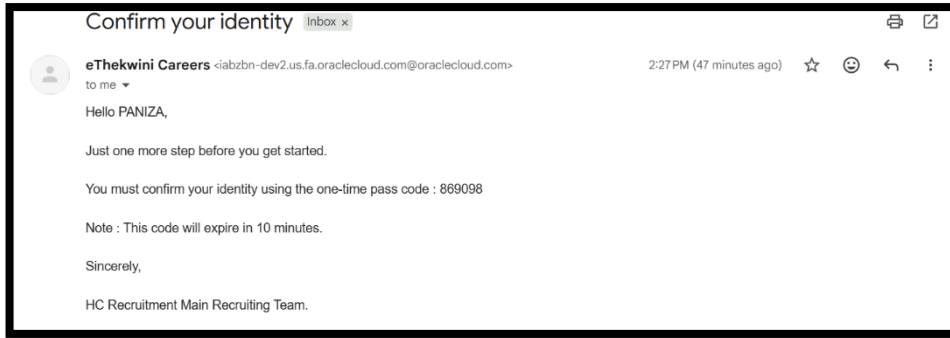 Confirm your identity Inbox x
eThekwini Careers <iabzbn-dev2.us.fa.oraclecloud.com@oraclecloud.com> 2:27 PM (47 minutes ago)
to me
Hello PANIZA,
Just one more step before you get started.
You must confirm your identity using the one-time pass code : 869098
Note : This code will expire in 10 minutes.
Sincerely,
HC Recruitment Main Recruiting Team.